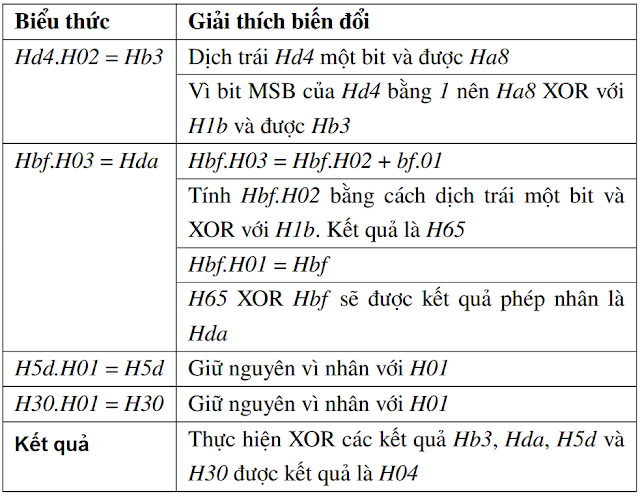 Biểu thức Giải thích biến đổi
Hd4.H02 = Hb3 Dịch trái Hd4 một bit và được Ha8
Vì bit MSB của Hd4 bằng 1 nên Ha8 XOR với
H1b và được Hb3
Hbf.H03 = Hda Hbf.H03 = Hbf.H02 + bf.01
Tính Hbf.H02 bằng cách dịch trái một bit và
XOR với H1b. Kết quả là H65
Hbf.H01 = Hbf
H65 XOR Hbf sẽ được kết quả phép nhân là
Hda
H5d.H01 = H5d Giữ nguyên vì nhân với H01
H30.H01 = H30 Giữ nguyên vì nhân với H01
Kết quả Thực hiện XOR các kết quả Hb3, Hda, H5d và
H30 được kết quả là H04